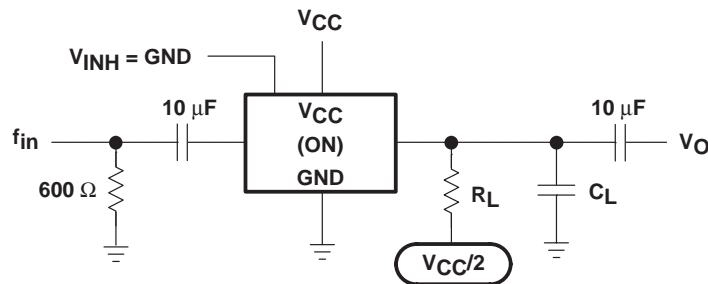 VCC
VINH = GND
10 μF
VCC
(ON)
GND
10 μF
fin
VO
600 Ω
RL
CL
VCC/2